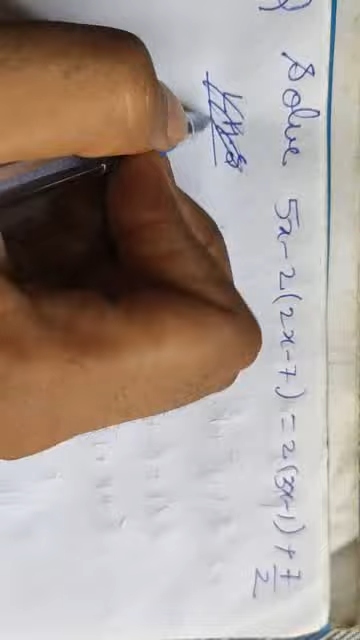 ) Solve 5x-2(2x-7) = 2(3x-1) + 7/2